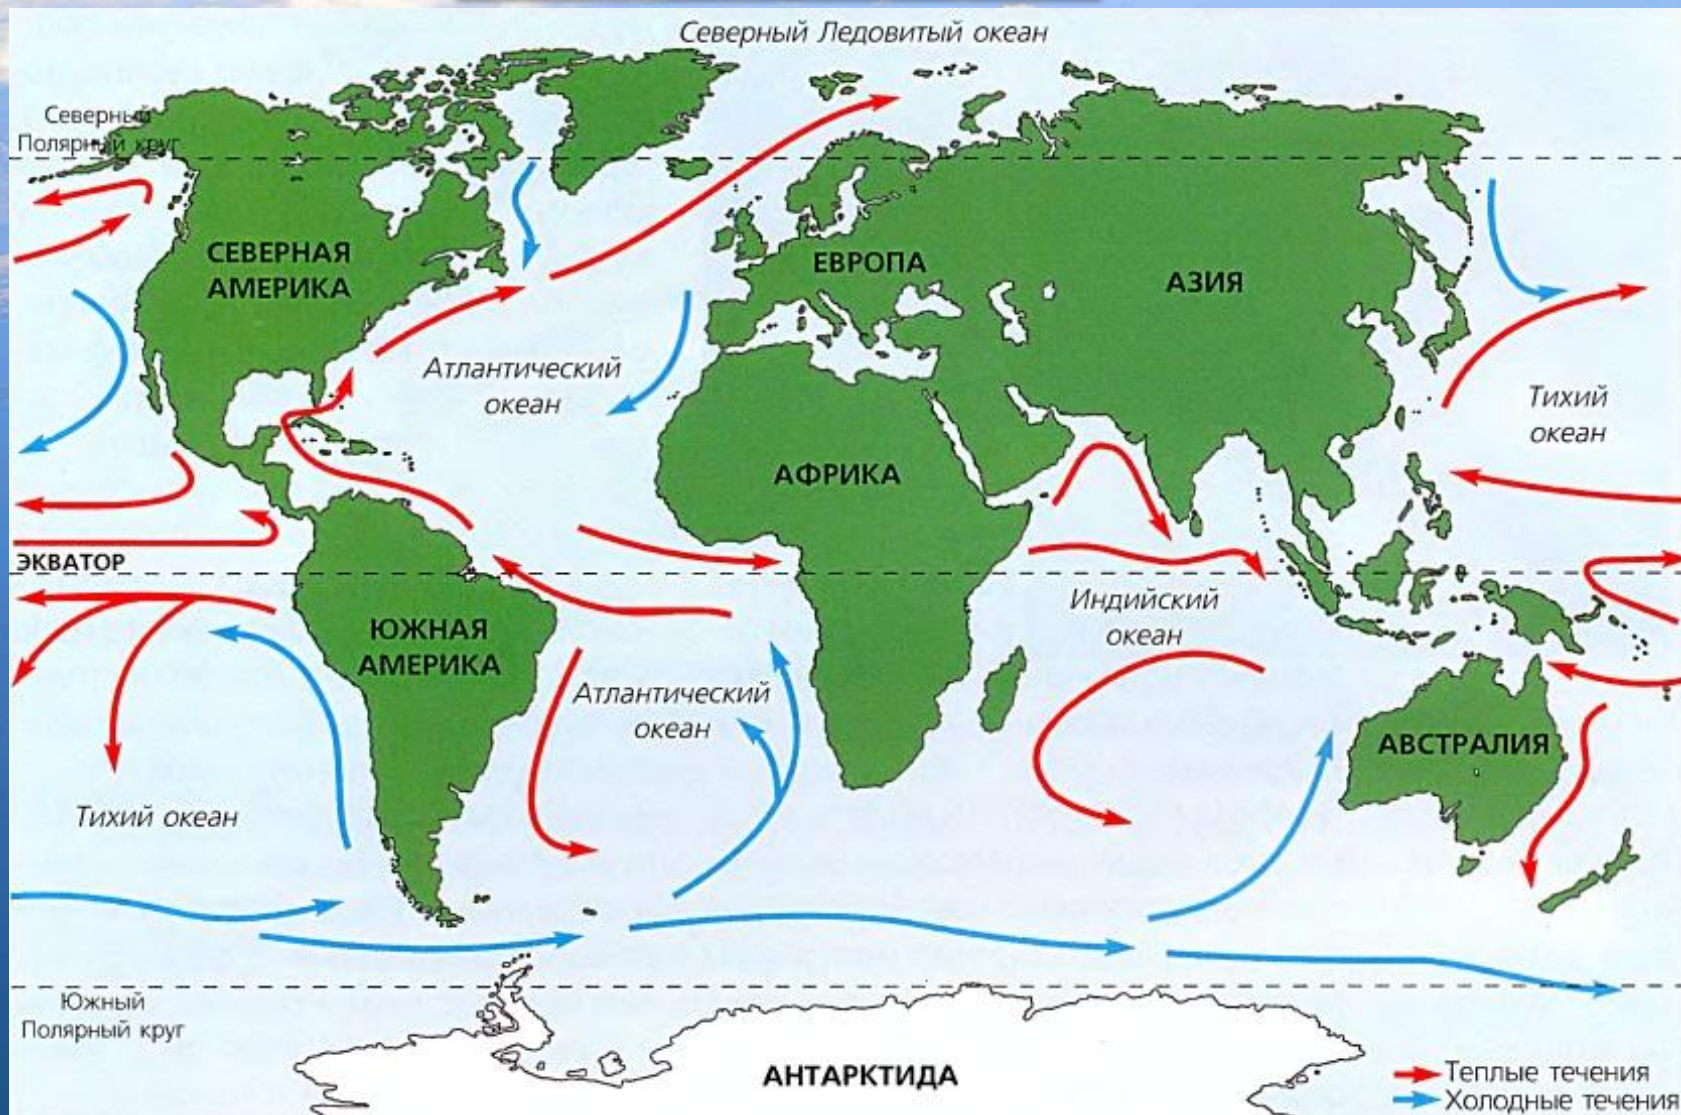 Северный Ледовитый океан
Северный
Полярный круг
СЕВЕРНАЯ
АМЕРИКА
ЕВРОПА
АЗИЯ
Атлантический
океан
Тихий
океан
АФРИКА
ЭКВАТОР
Индийский
океан
ЮЖНАЯ
АМЕРИКА
Атлантический
океан
АВСТРАЛИЯ
Тихий океан
Южный
Полярный круг
АНТАРКТИДА
Теплые течения
Холодные течения